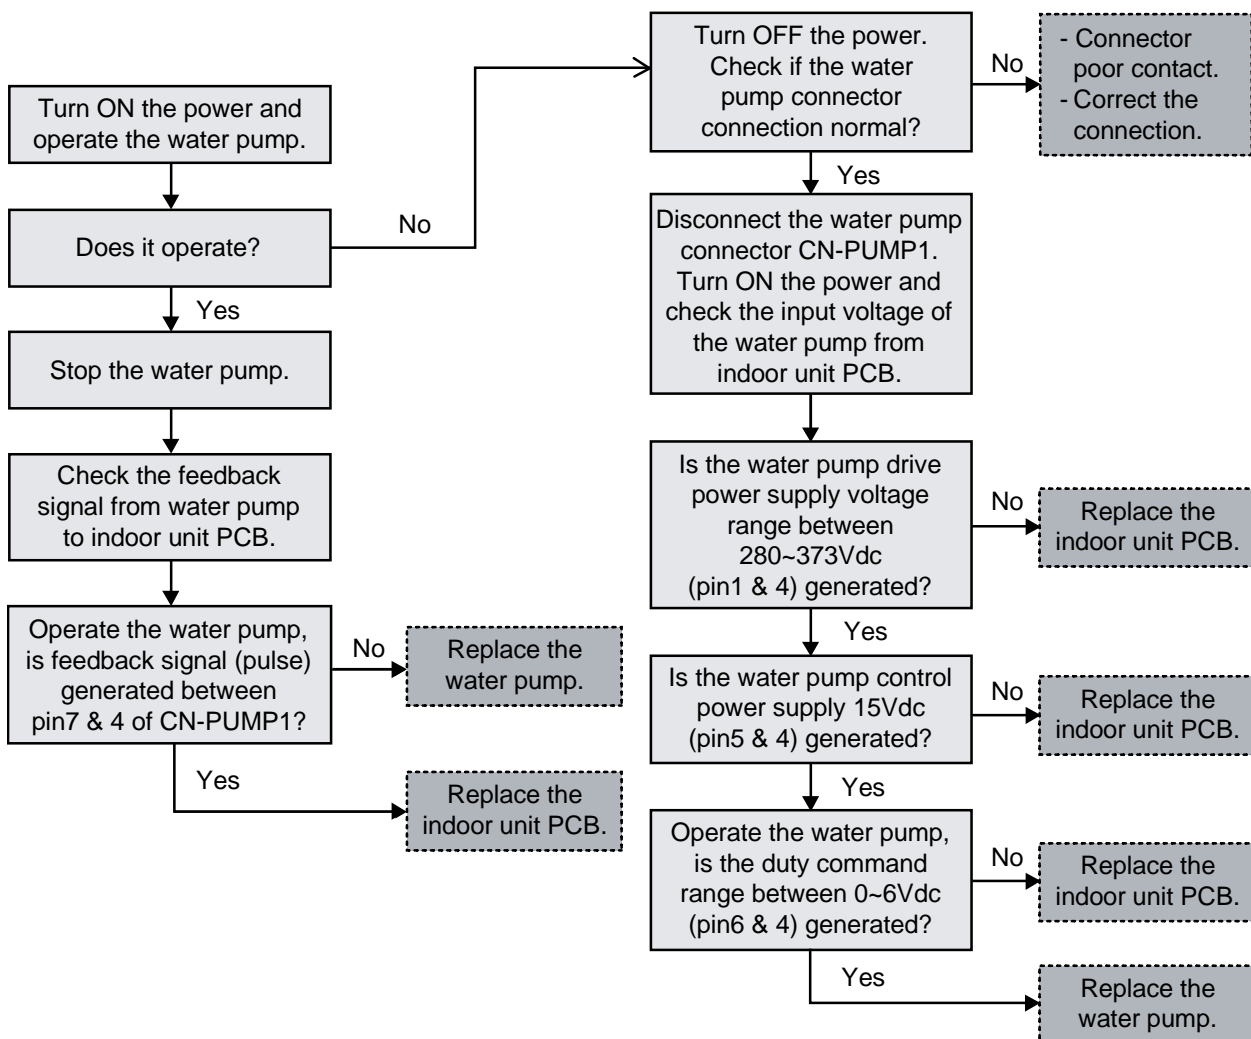 Turn ON the power and
operate the water pump.
Does it operate?
No
Yes
Stop the water pump.
Check the feedback
signal from water pump
to indoor unit PCB.
Operate the water pump,
is feedback signal (pulse)
generated between
pin7 & 4 of CN-PUMP1?
No
Replace the
water pump.
Yes
Replace the
indoor unit PCB.
Turn OFF the power.
Check if the water
pump connector
connection normal?
No
- Connector
poor contact.
- Correct the
connection.
Yes
Disconnect the water pump
connector CN-PUMP1.
Turn ON the power and
check the input voltage of
the water pump from
indoor unit PCB.
Is the water pump drive
power supply voltage
range between
280~373Vdc
(pin1 & 4) generated?
No
Replace the
indoor unit PCB.
Yes
Is the water pump control
power supply 15Vdc
(pin5 & 4) generated?
No
Replace the
indoor unit PCB.
Yes
Operate the water pump,
is the duty command
range between 0~6Vdc
(pin6 & 4) generated?
No
Replace the
indoor unit PCB.
Yes
Replace the
water pump.